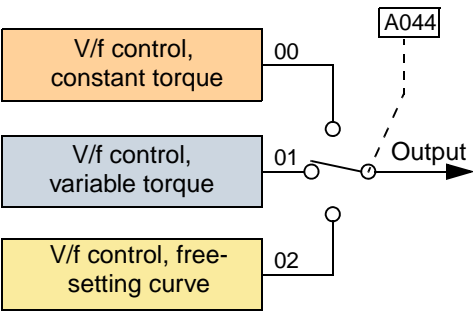 A044
V/f control,
constant torque
00
V/f control,
variable torque
01
Output
V/f control, free-
setting curve
02